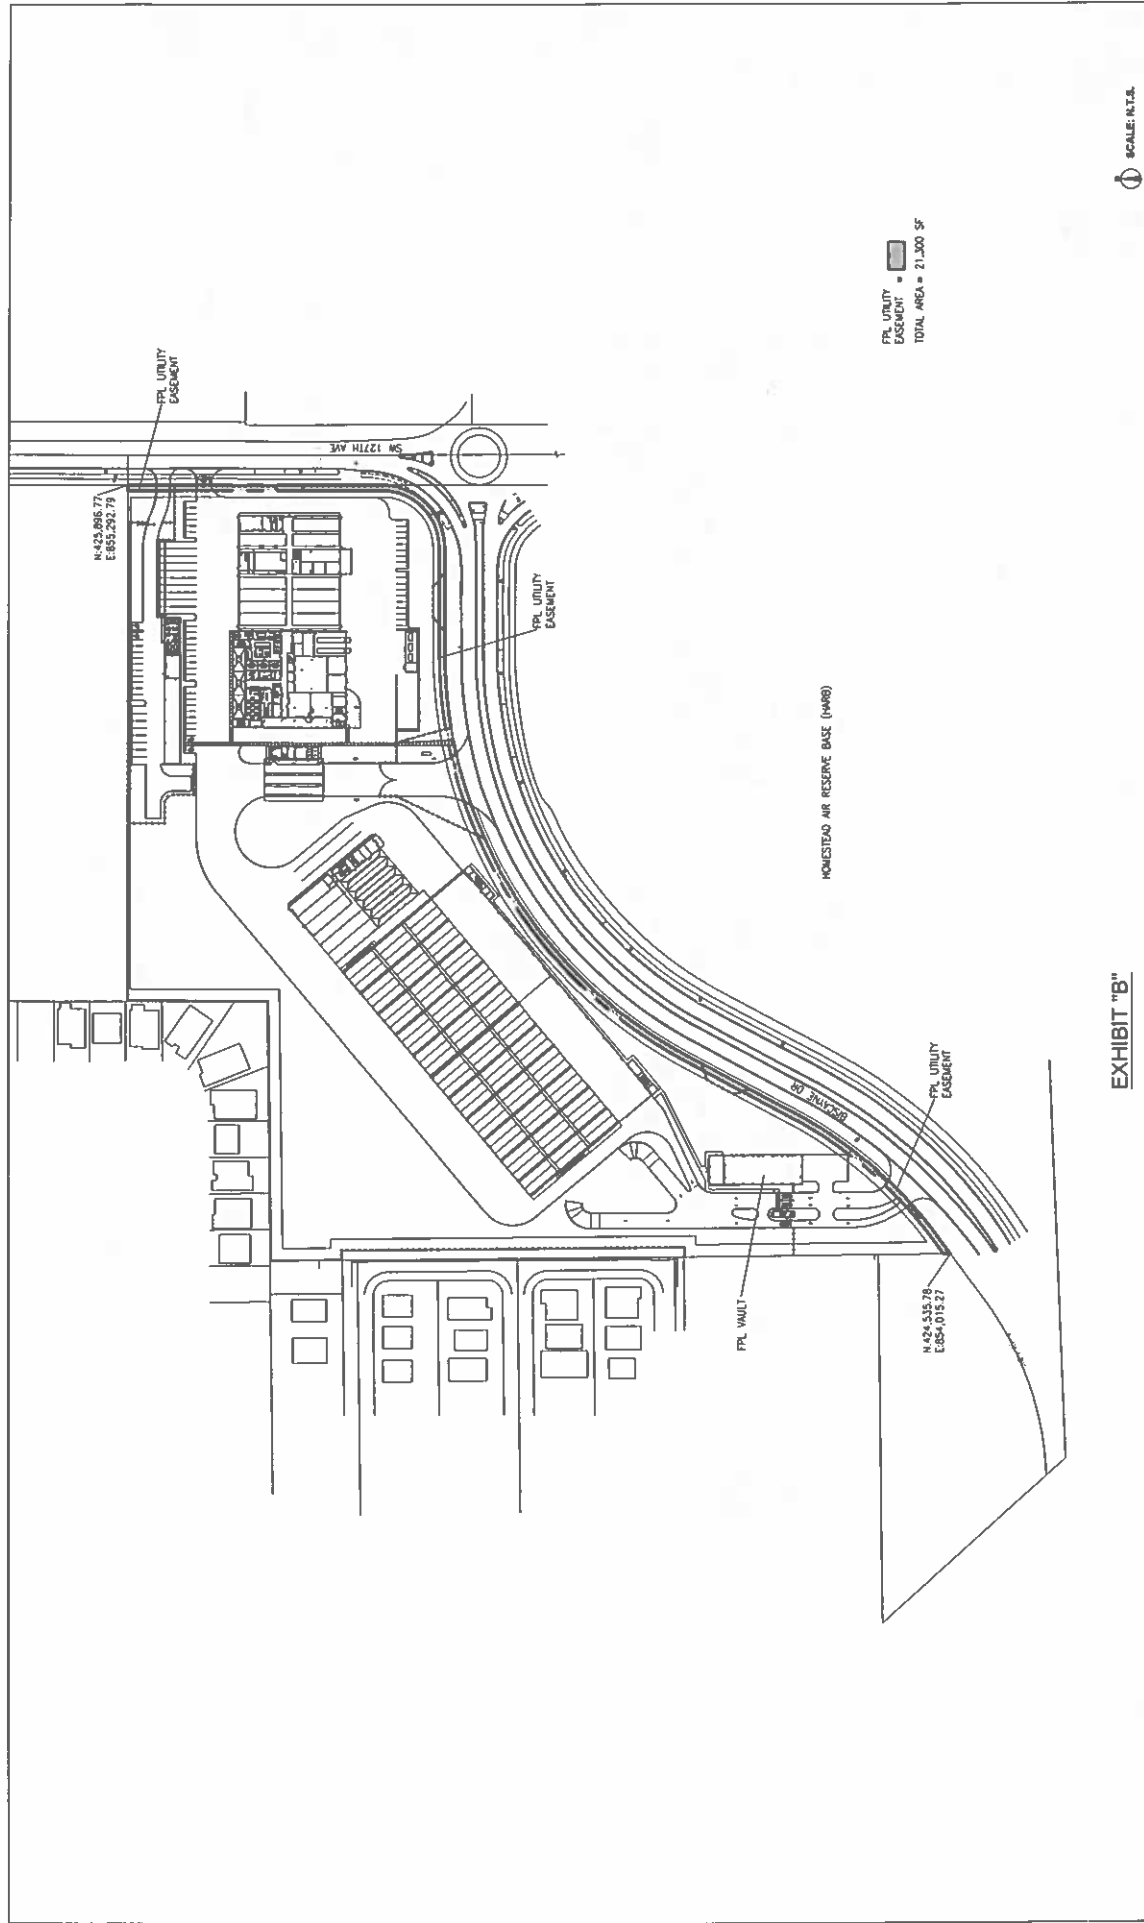 FPL UTILITY
EASEMENT
N:425,896.77
E:855,292.79
SW 127TH AVE
FPL UTILITY
EASEMENT
FPL UTILITY
EASEMENT =
TOTAL AREA = 21,300 SF
HOMESTEAD AIR RESERVE BASE (HARB)
BISCAYNE DR
FPL UTILITY
EASEMENT
FPL VAULT
N:424,535.78
E:854,015.27
EXHIBIT "B"
SCALE: N.T.S.